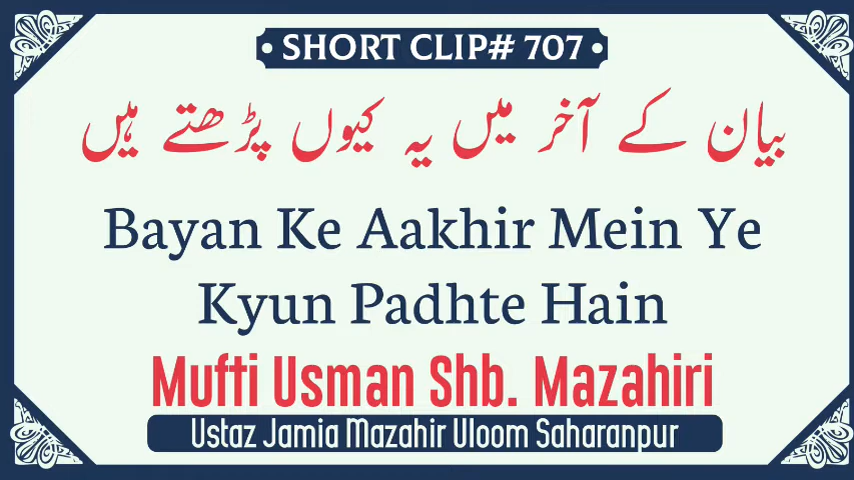 • SHORT CLIP# 707 •
بیان کے آخر میں یہ کیوں پڑھتے ہیں
Bayan Ke Aakhir Mein Ye
Kyun Padhte Hain
Mufti Usman Shb. Mazahiri
Ustaz Jamia Mazahir Uloom Saharanpur